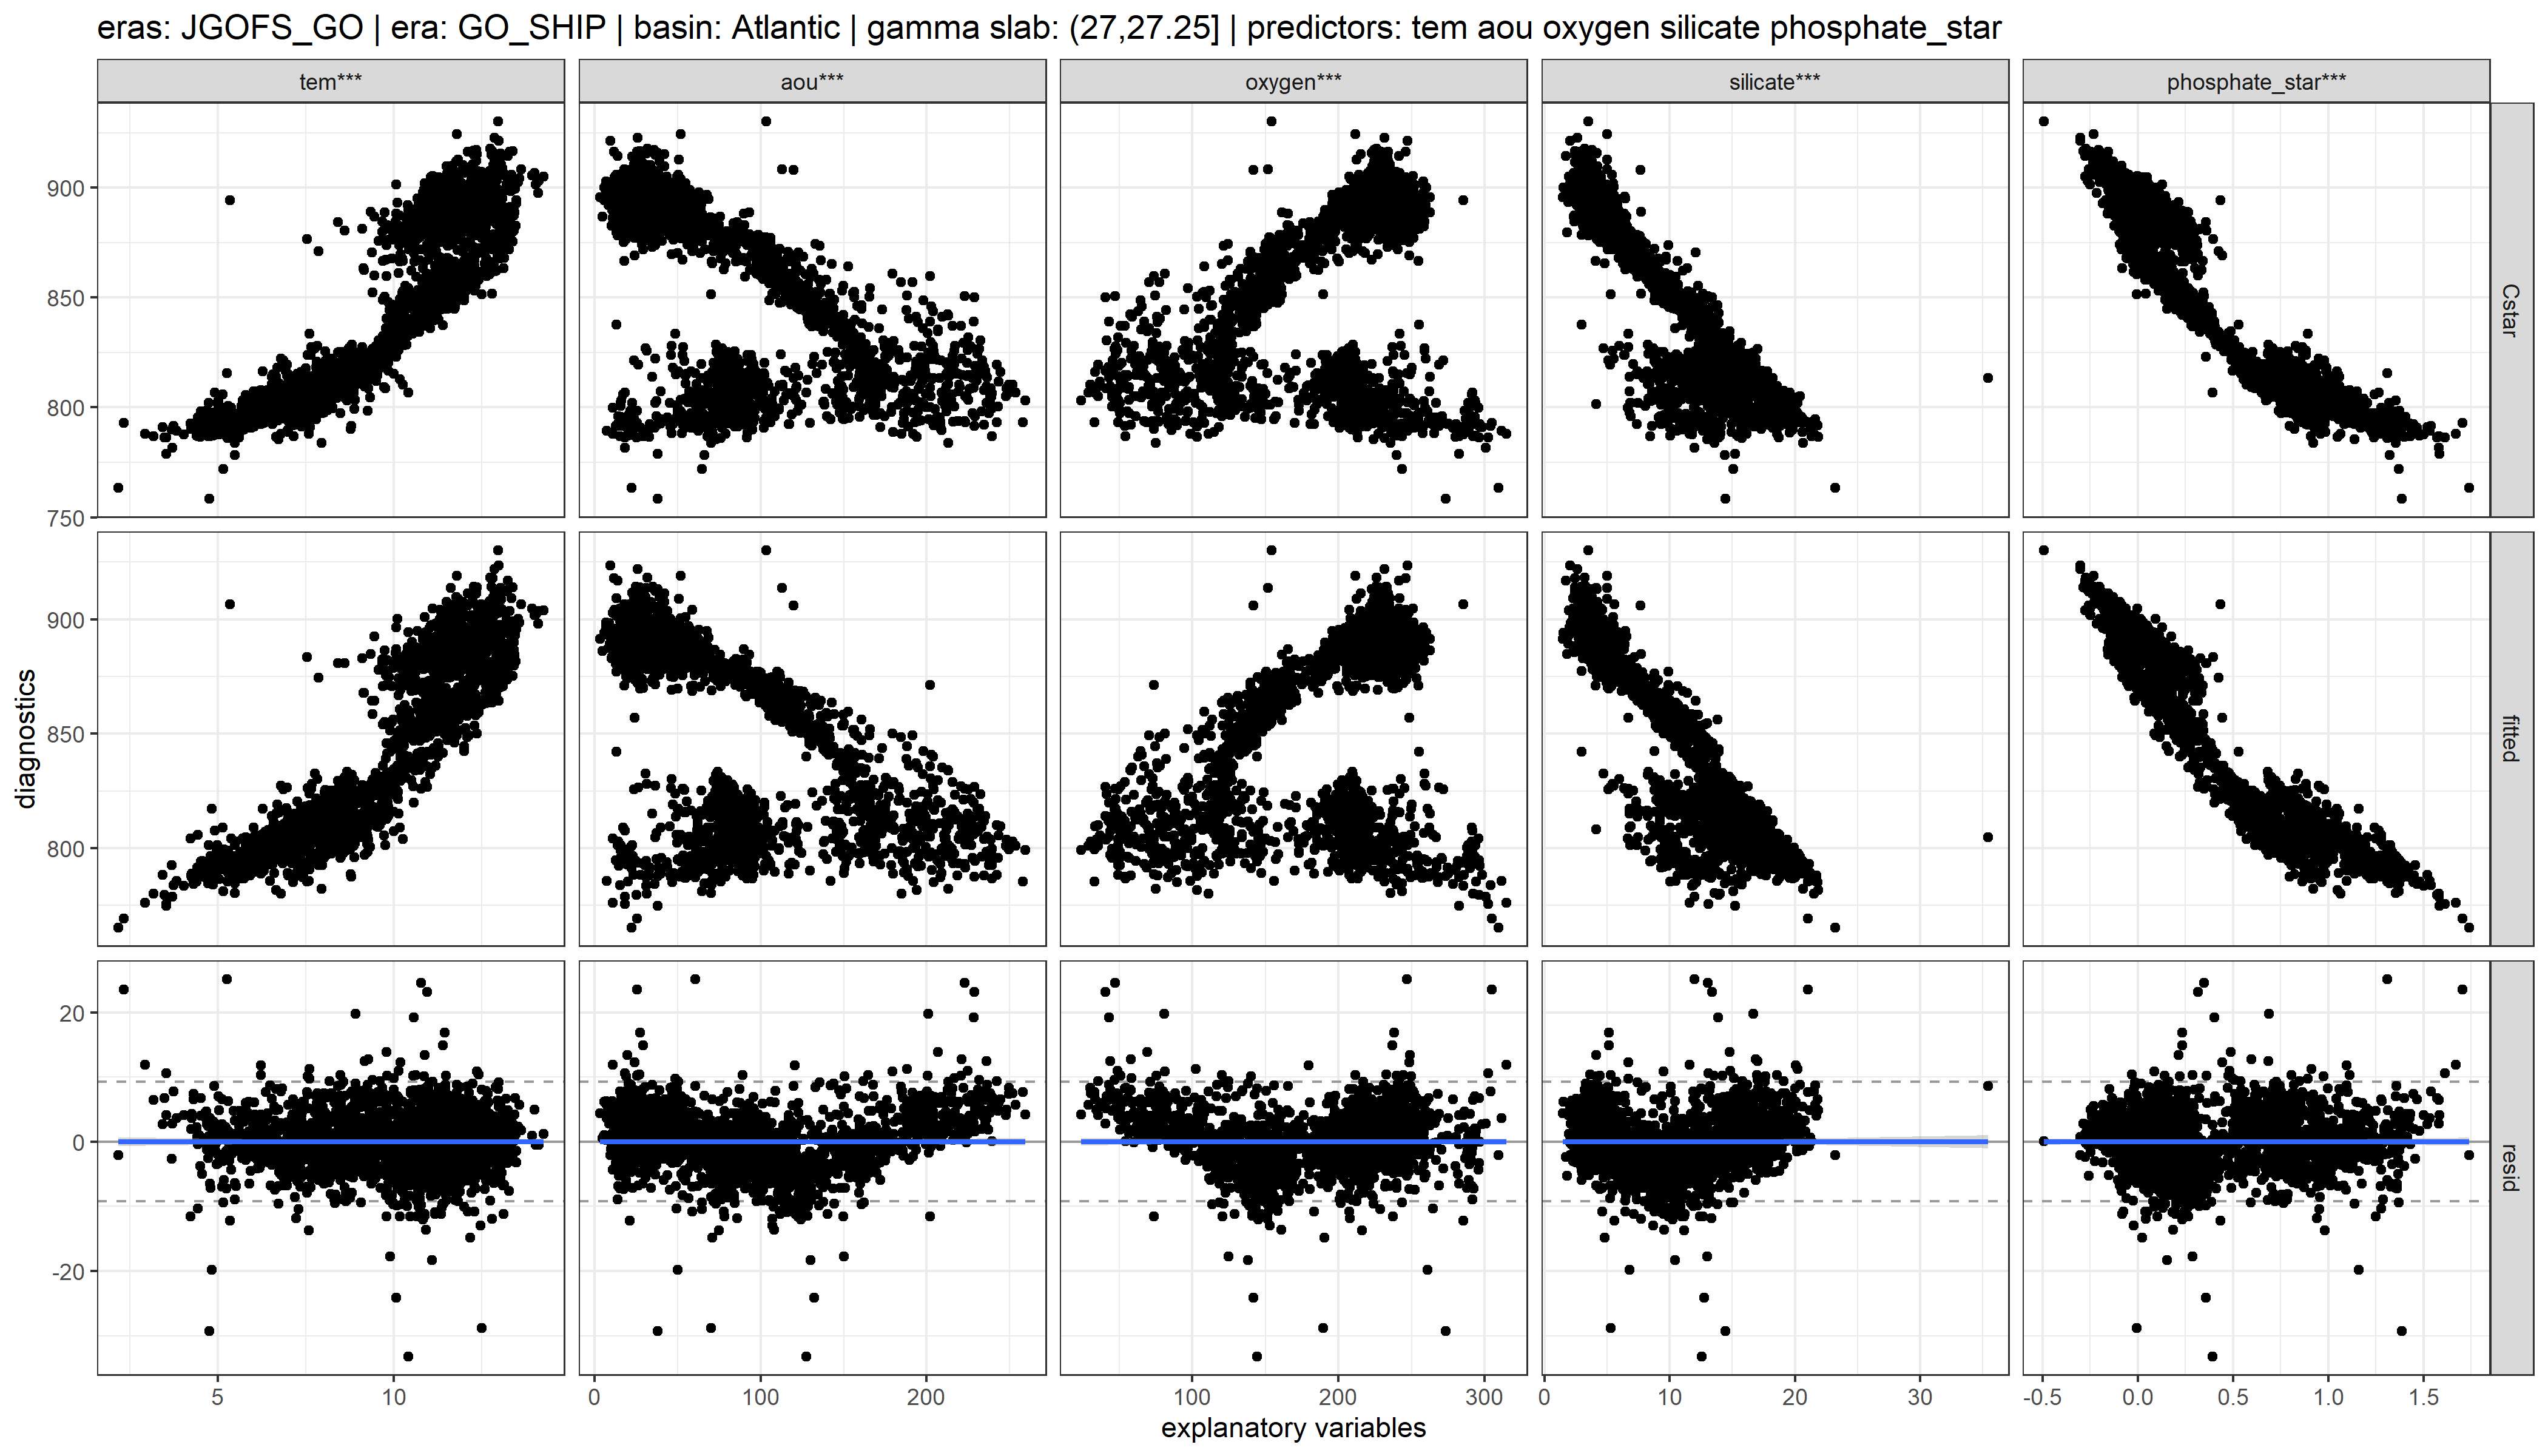 eras: JGOFS_GO | era: GO_SHIP | basin: Atlantic | gamma slab: (27,27.25] | predictors: tem aou oxygen silicate phosphate_star
tem*** aou*** oxygen*** silicate*** phosphate_star***
900
850
800
750
Cstar
900
850
800
fitted
diagnostics
20
0
-20
resid
5 10 0 100 200 100 200 300 0 10 20 30 -0.5 0.0 0.5 1.0 1.5
explanatory variables